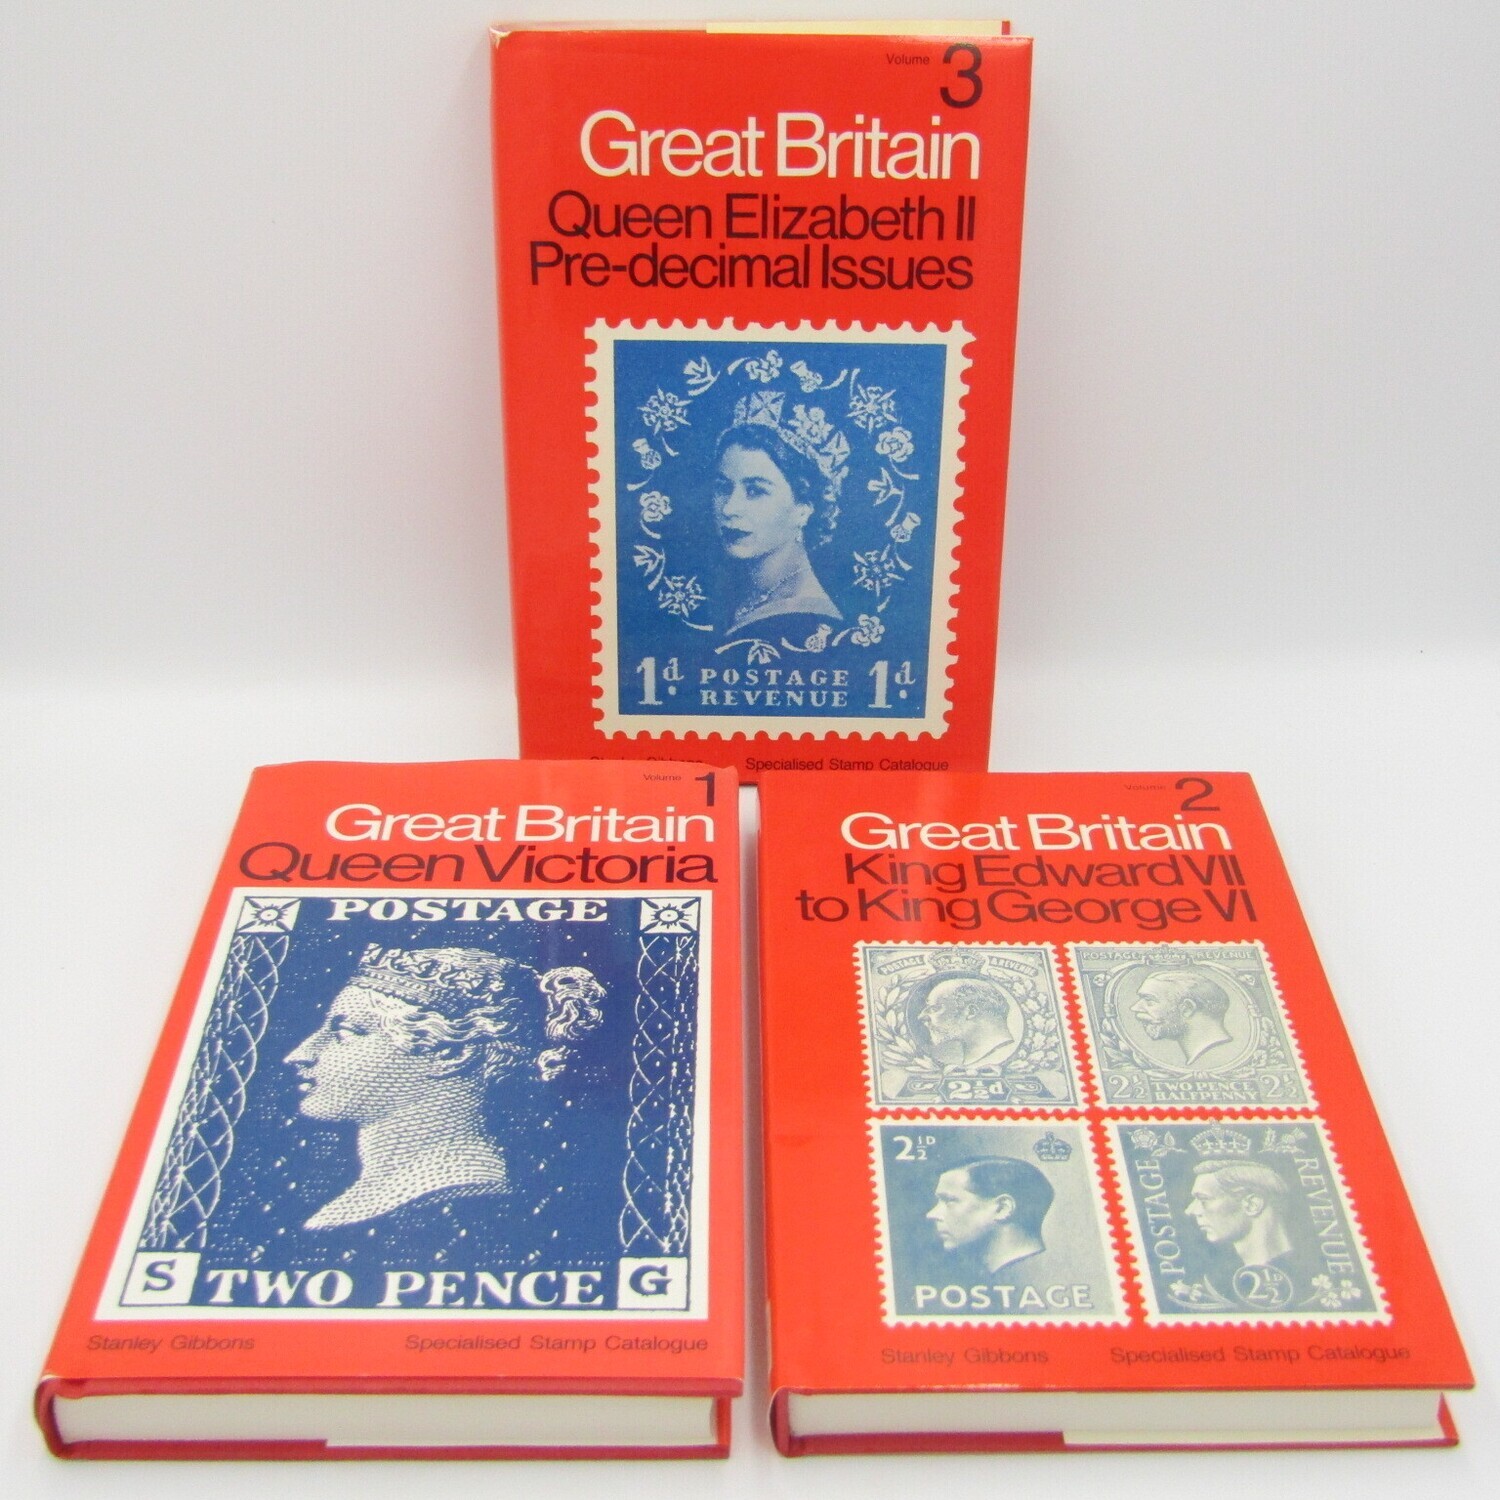 Volume 3
Great Britain
Queen Elizabeth II
Pre-decimal Issues
1d. POSTAGE REVENUE 1d.
Stanley Gibbons Specialised Stamp Catalogue
Volume 1
Great Britain
Queen Victoria
POSTAGE
S TWO PENCE G
Stanley Gibbons Specialised Stamp Catalogue
Volume 2
Great Britain
King Edward VII
to King George VI
POSTAGE & REVENUE
2½d
POSTAGE REVENUE
2½ TWO PENCE HALFPENNY 2½
2½D
POSTAGE
POSTAGE REVENUE
2½D
Stanley Gibbons Specialised Stamp Catalogue